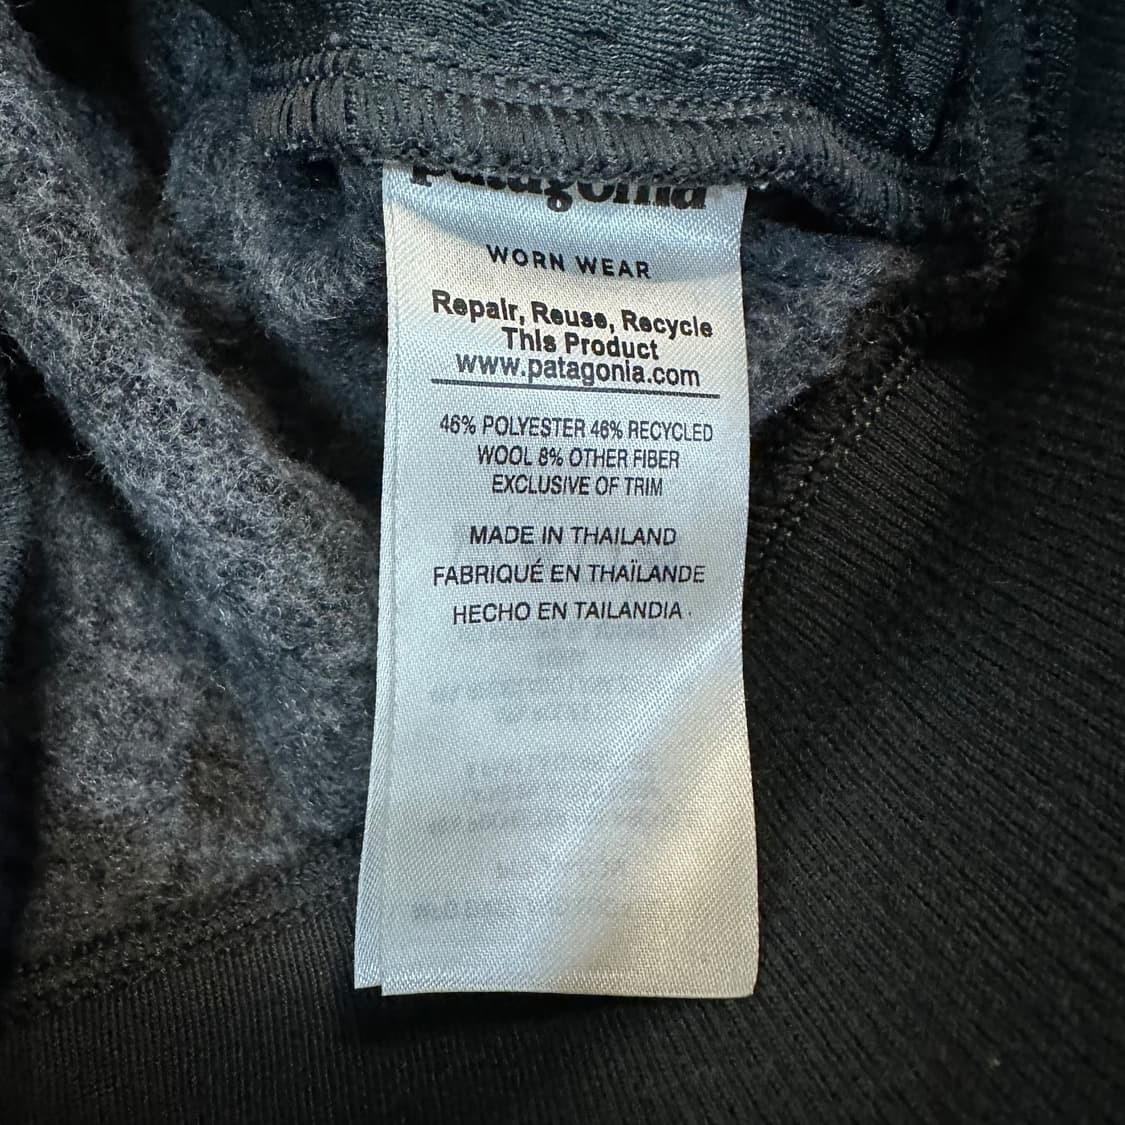 patagonia
WORN WEAR
Repair, Reuse, Recycle
This Product
www.patagonia.com
46% POLYESTER 46% RECYCLED
WOOL 8% OTHER FIBER
EXCLUSIVE OF TRIM
MADE IN THAILAND
FABRIQUÉ EN THAÏLANDE
HECHO EN TAILANDIA